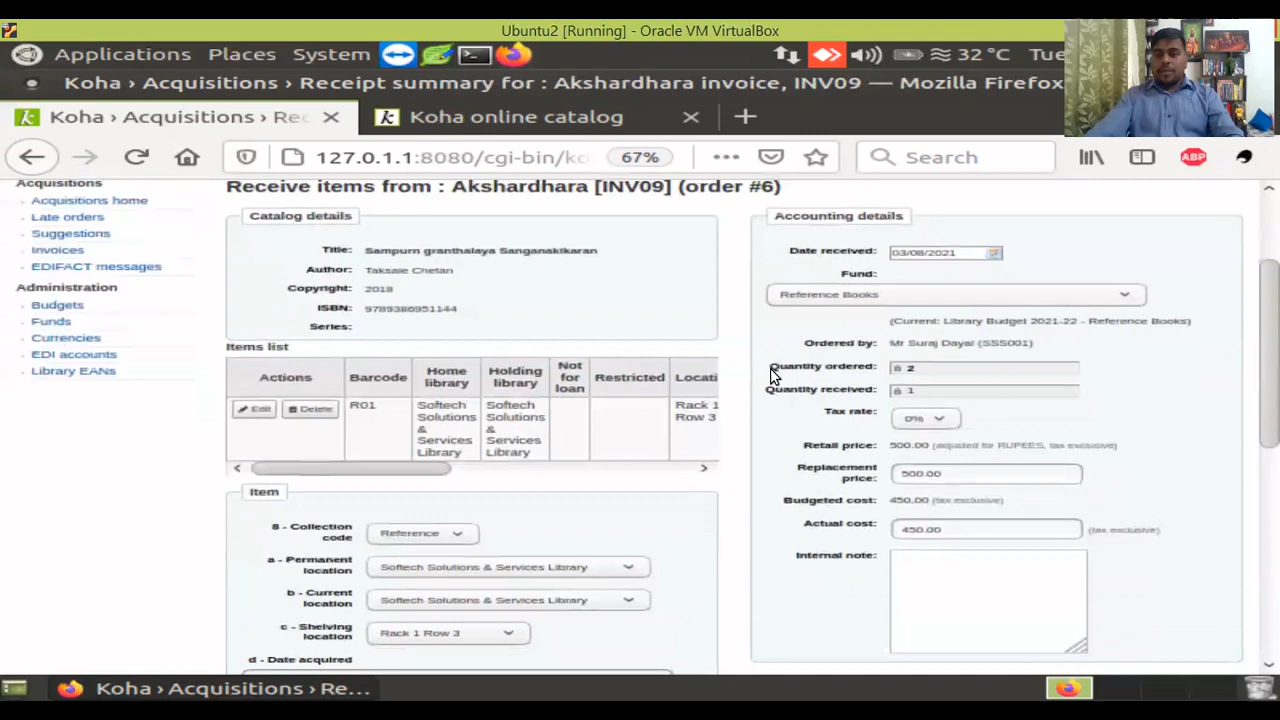 Ubuntu2 [Running] - Oracle VM VirtualBox
Applications Places System 32 °C Tue
Koha › Acquisitions › Receipt summary for : Akshardhara invoice, INV09 — Mozilla Firefox
Koha › Acquisitions › Rec
Koha online catalog
127.0.1.1:8080/cgi-bin/ko 67% Search ABP
Acquisitions
Acquisitions home
Late orders
Suggestions
Invoices
EDIFACT messages
Administration
Budgets
Funds
Currencies
EDI accounts
Library EANs
Receive items from : Akshardhara [INV09] (order #6)
Catalog details
Title: Sampurn granthalaya Sanganakikaran
Author: Taksale Chetan
Copyright: 2018
ISBN: 9789386951144
Series:
Items list
Actions Barcode Home library Holding library Not for loan Restricted Locati
Edit Delete R01 Softech Solutions & Services Library Softech Solutions & Services Library Rack 1 Row 3
Item
8 - Collection code Reference
a - Permanent location Softech Solutions & Services Library
b - Current location Softech Solutions & Services Library
c - Shelving location Rack 1 Row 3
d - Date acquired
Accounting details
Date received: 03/08/2021
Fund:
Reference Books
(Current: Library Budget 2021-22 - Reference Books)
Ordered by: Mr Suraj Dayal (SSS001)
Quantity ordered: 2
Quantity received: 1
Tax rate: 0%
Retail price: 500.00 (adjusted for RUPEES, tax exclusive)
Replacement price: 500.00
Budgeted cost: 450.00 (tax exclusive)
Actual cost: 450.00 (tax exclusive)
Internal note:
Koha › Acquisitions › Re...